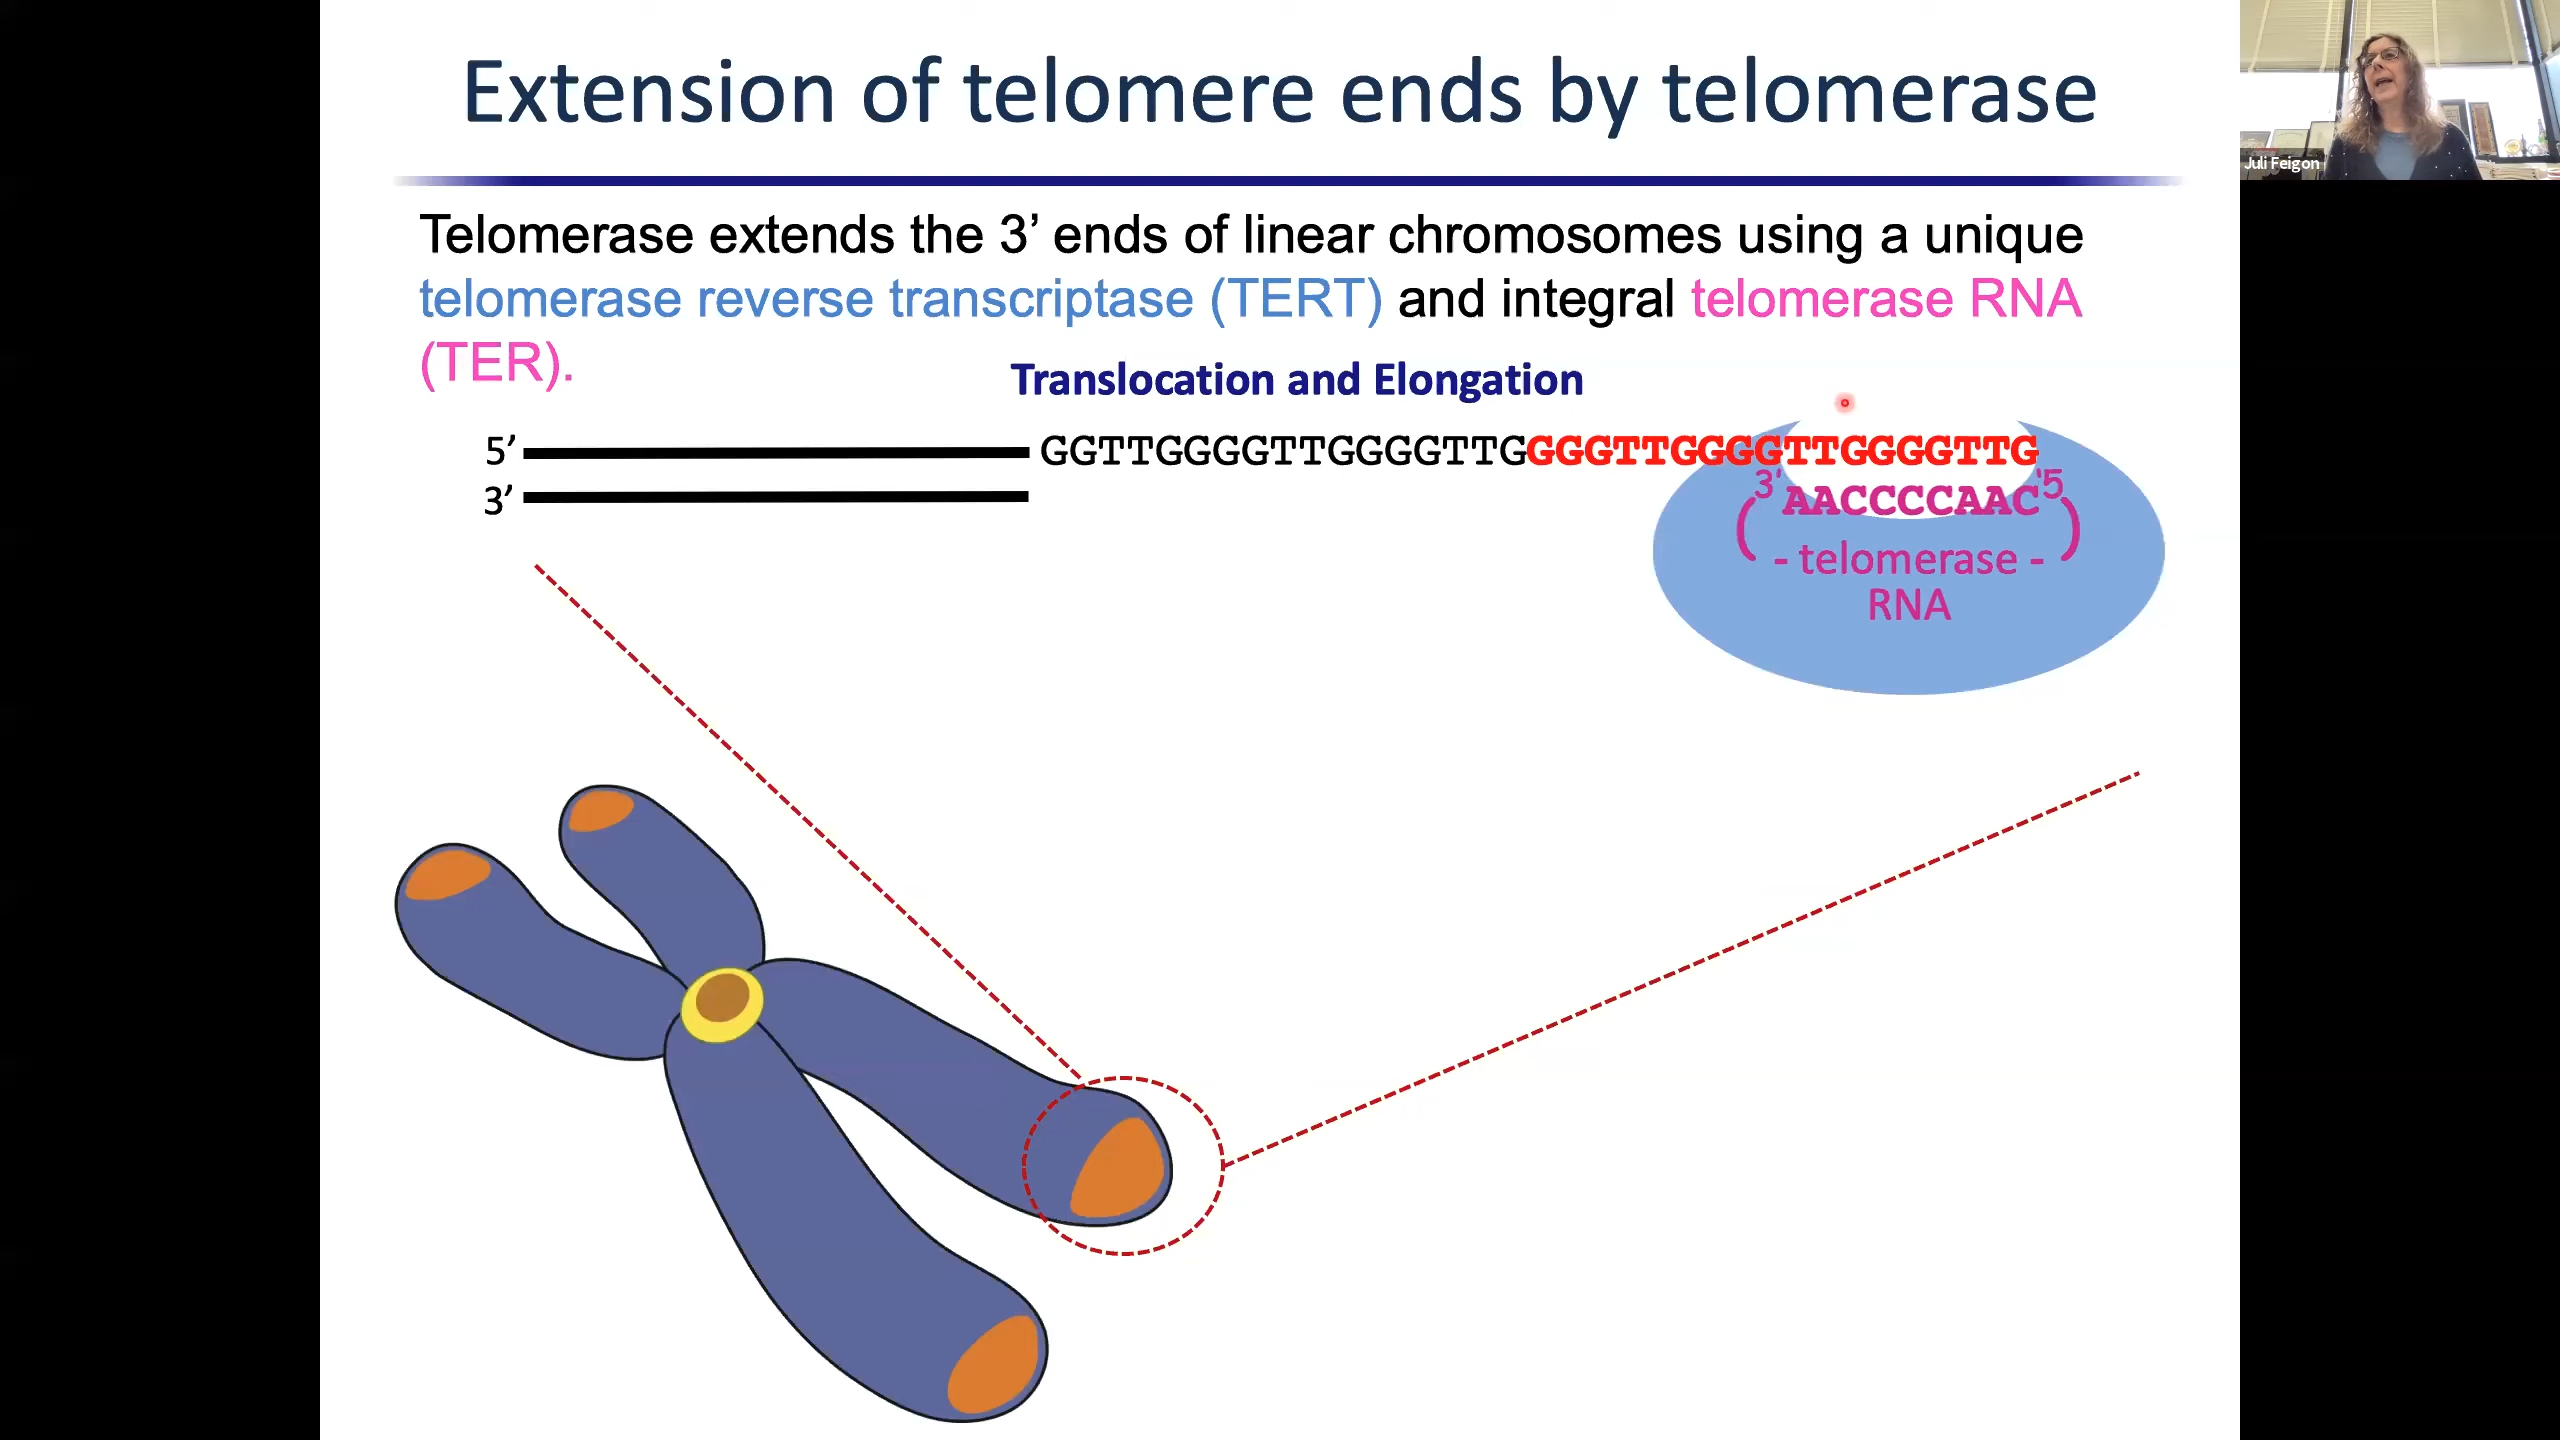 Extension of telomere ends by telomerase
Juli Feigon
Telomerase extends the 3’ ends of linear chromosomes using a unique
telomerase reverse transcriptase (TERT) and integral telomerase RNA
(TER).
Translocation and Elongation
5’ GGTTGGGGTTGGGGTTGGGGTTGGGGTTGGGGTTG
3’
3'AACCCCAAC'5
( - telomerase - )
RNA